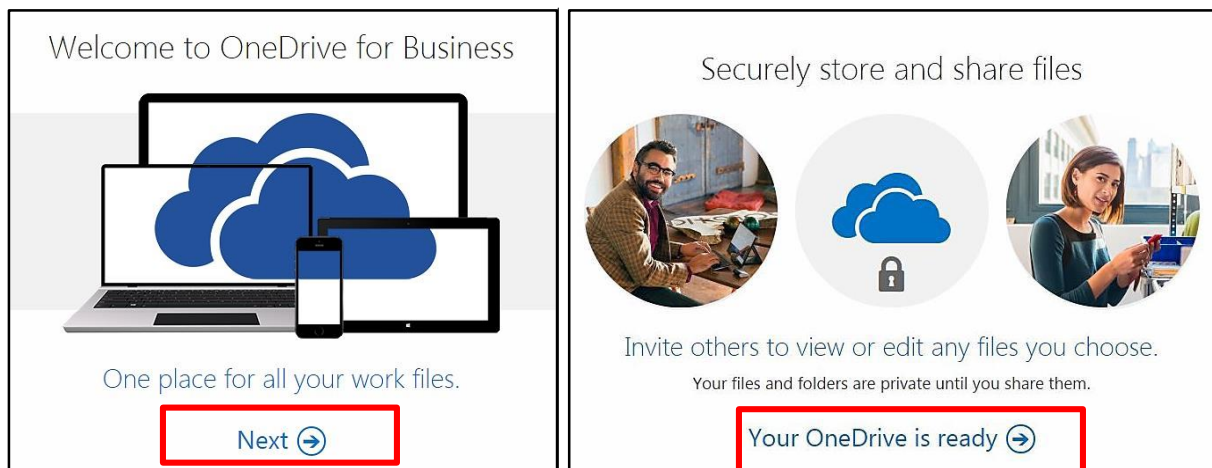 Welcome to OneDrive for Business
One place for all your work files.
Next
Securely store and share files
Invite others to view or edit any files you choose.
Your files and folders are private until you share them.
Your OneDrive is ready